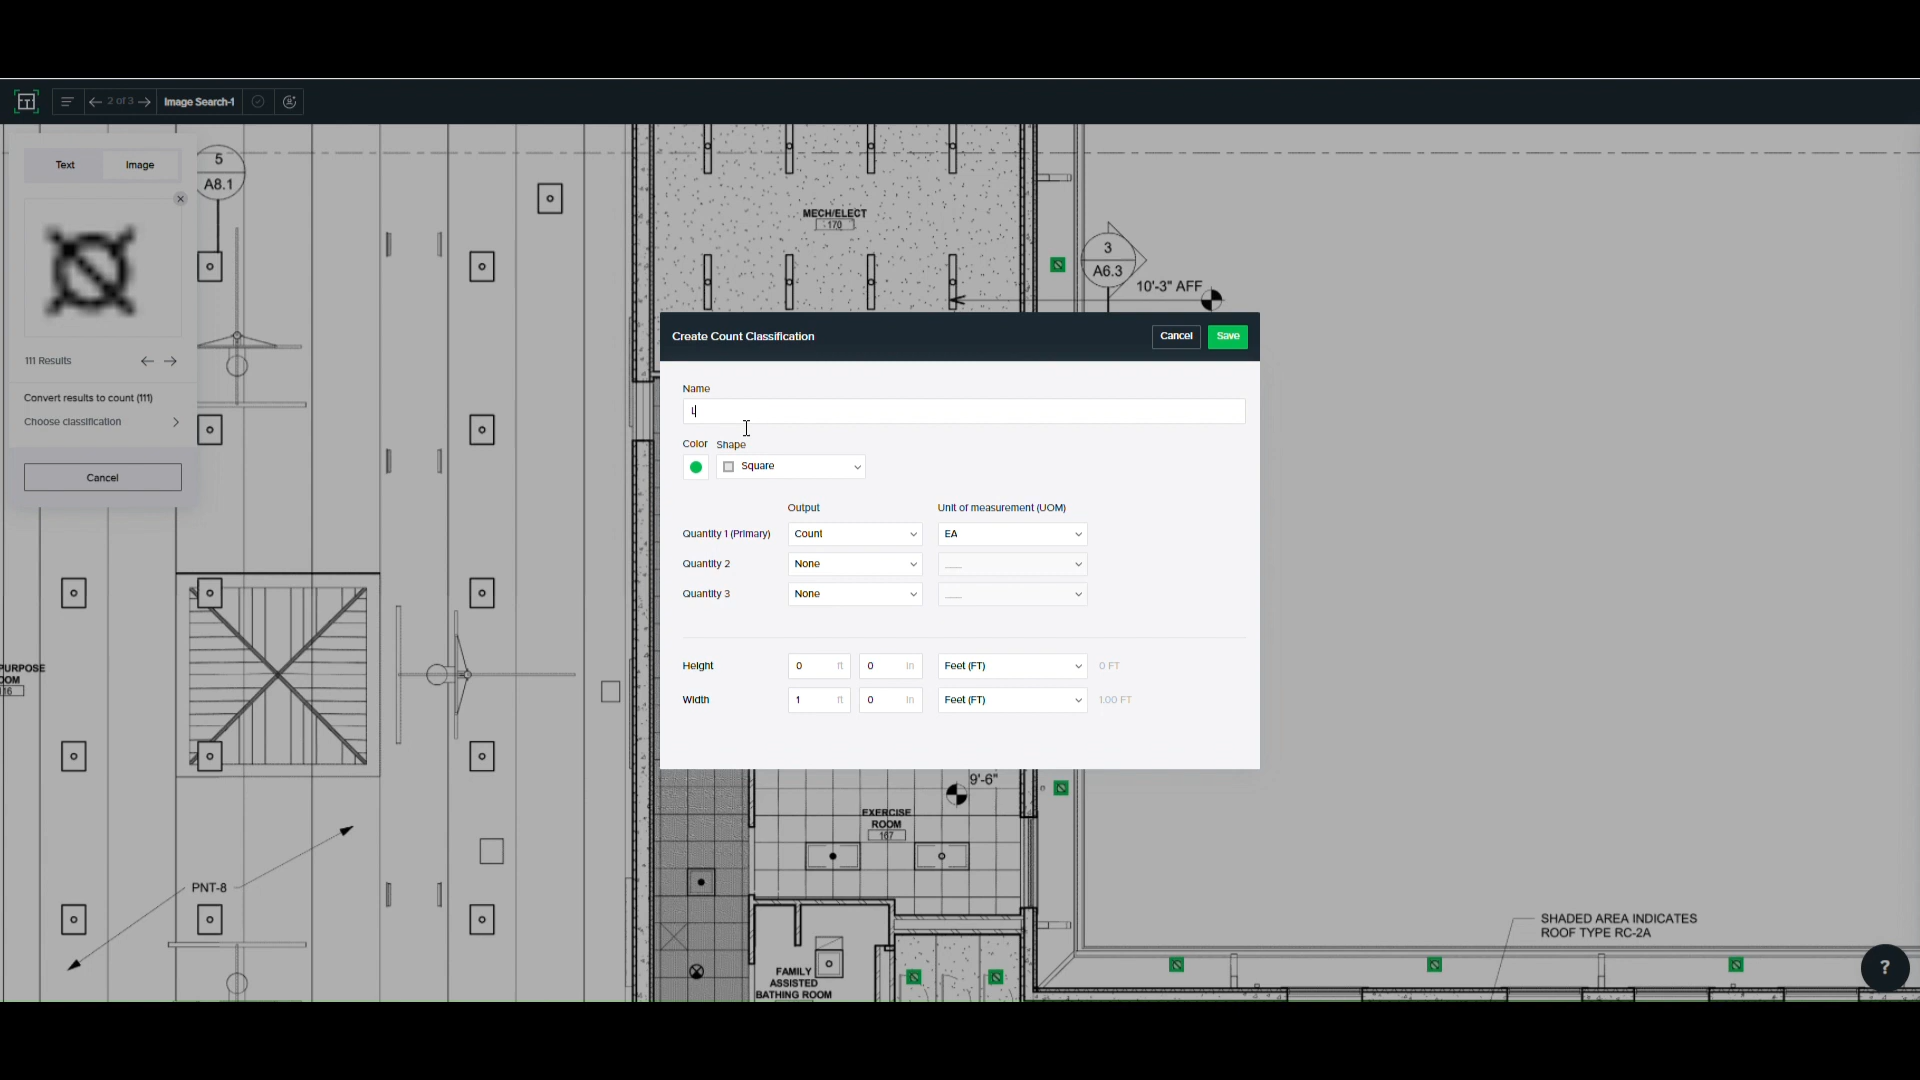 2 of 3
Image Search-1
Text
Image
111 Results
Convert results to count (111)
Choose classification
Cancel
5
A8.1
MECH/ELECT
170
3
A6.3
10'-3" AFF
Create Count Classification
Cancel
Save
Name
L
Color
Shape
Square
Output
Unit of measurement (UOM)
Quantity 1 (Primary)
Count
EA
Quantity 2
None
Quantity 3
None
Height
0 ft
0 in
Feet (FT)
0 FT
Width
1 ft
0 in
Feet (FT)
1.00 FT
PURPOSE
OOM
16
9'-6"
EXERCISE
ROOM
167
PNT-8
FAMILY
ASSISTED
BATHING ROOM
SHADED AREA INDICATES
ROOF TYPE RC-2A
?